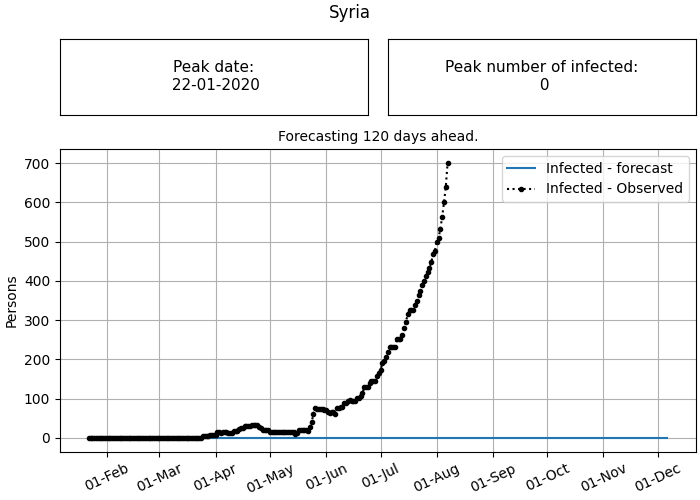 Syria
Peak date:
22-01-2020
Peak number of infected:
0
Forecasting 120 days ahead.
Infected - forecast
Infected - Observed
Persons
700
600
500
400
300
200
100
0
01-Feb
01-Mar
01-Apr
01-May
01-Jun
01-Jul
01-Aug
01-Sep
01-Oct
01-Nov
01-Dec